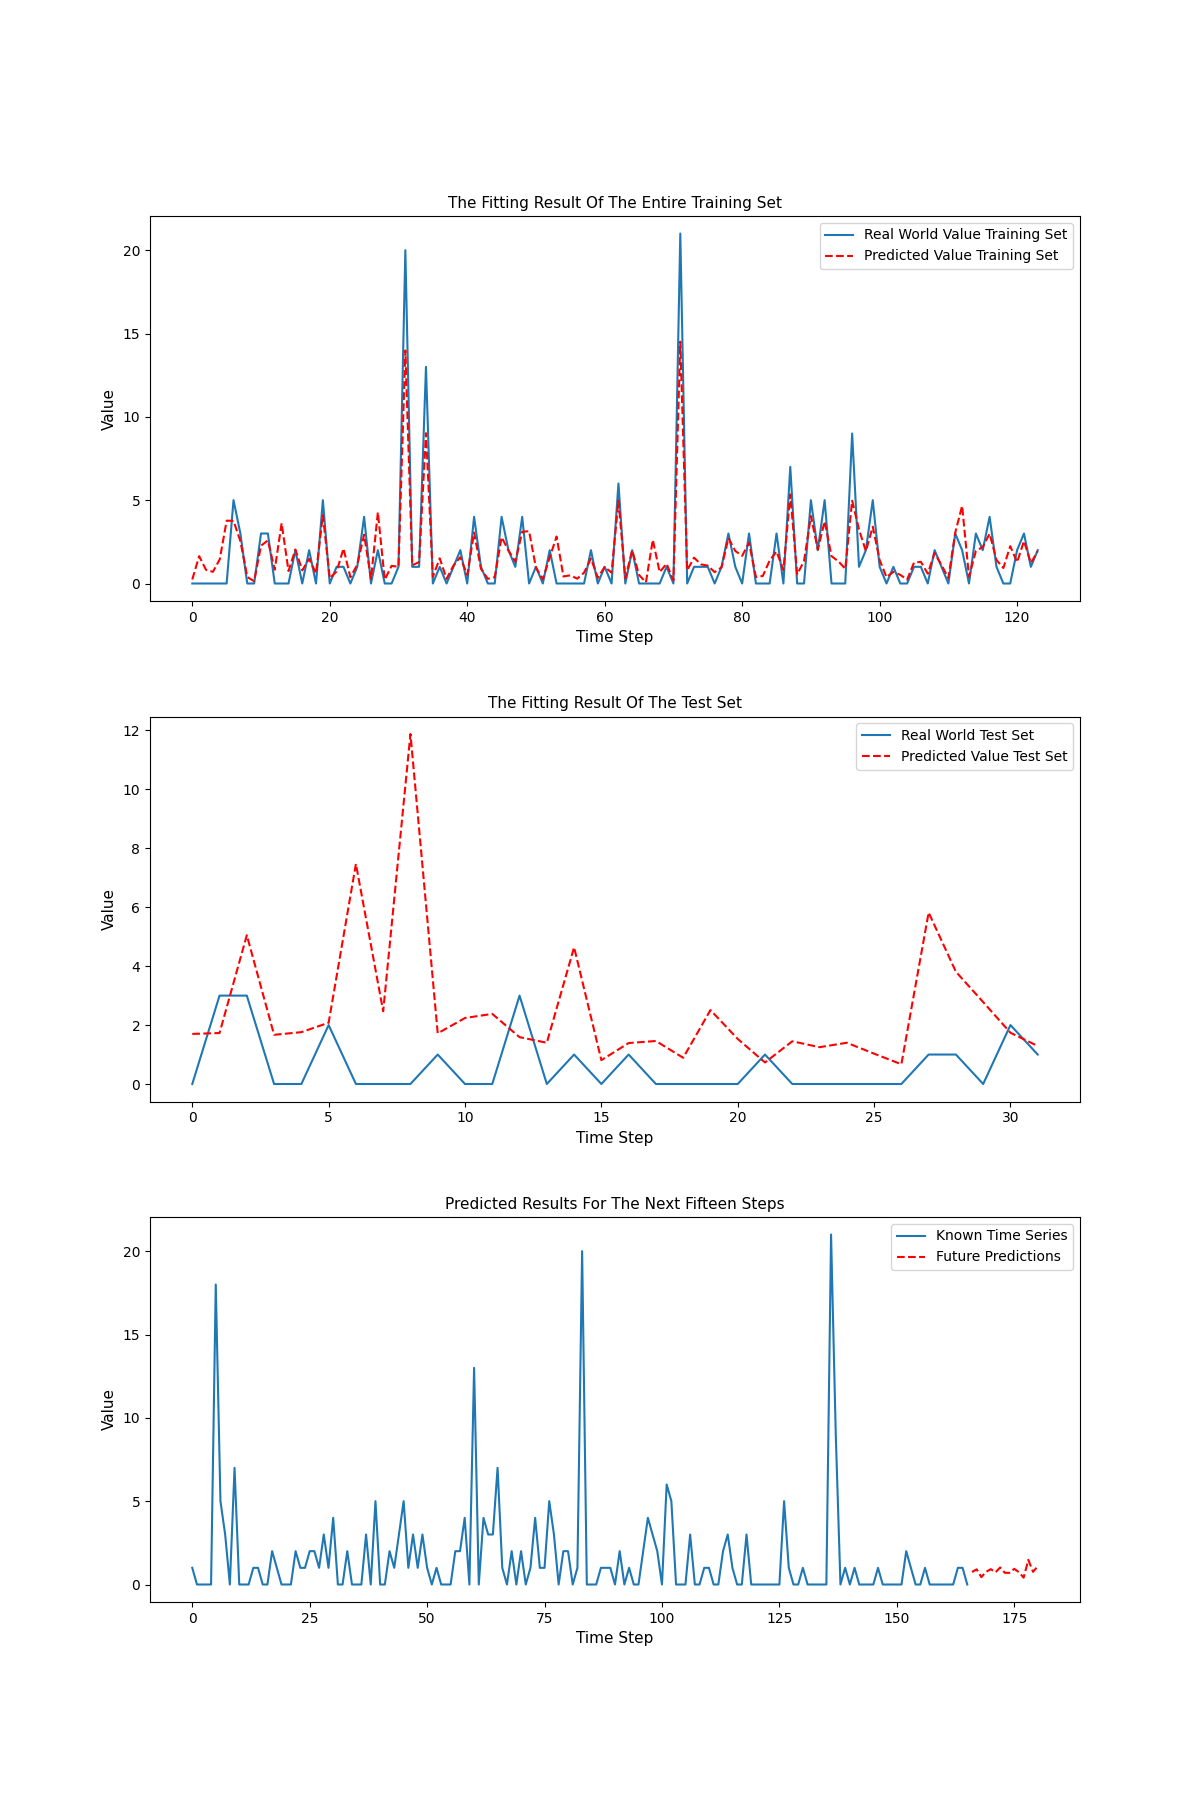 The Fitting Result Of The Entire Training Set
Real World Value Training Set
Predicted Value Training Set
20
15
10
5
0
Value
0 20 40 60 80 100 120
Time Step
The Fitting Result Of The Test Set
Real World Test Set
Predicted Value Test Set
12
10
8
6
4
2
0
Value
0 5 10 15 20 25 30
Time Step
Predicted Results For The Next Fifteen Steps
Known Time Series
Future Predictions
20
15
10
5
0
Value
0 25 50 75 100 125 150 175
Time Step